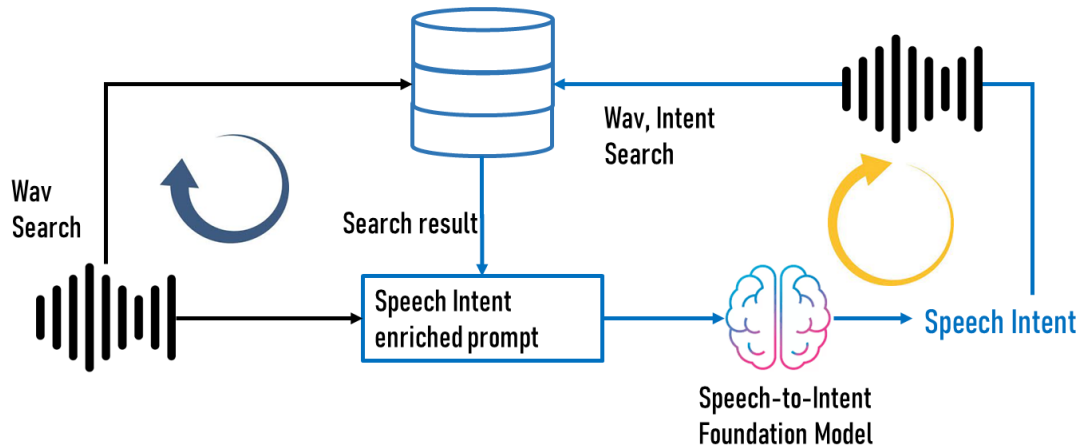 Wav
Search
Wav, Intent
Search
Search result
Speech Intent
enriched prompt
Speech Intent
Speech-to-Intent
Foundation Model